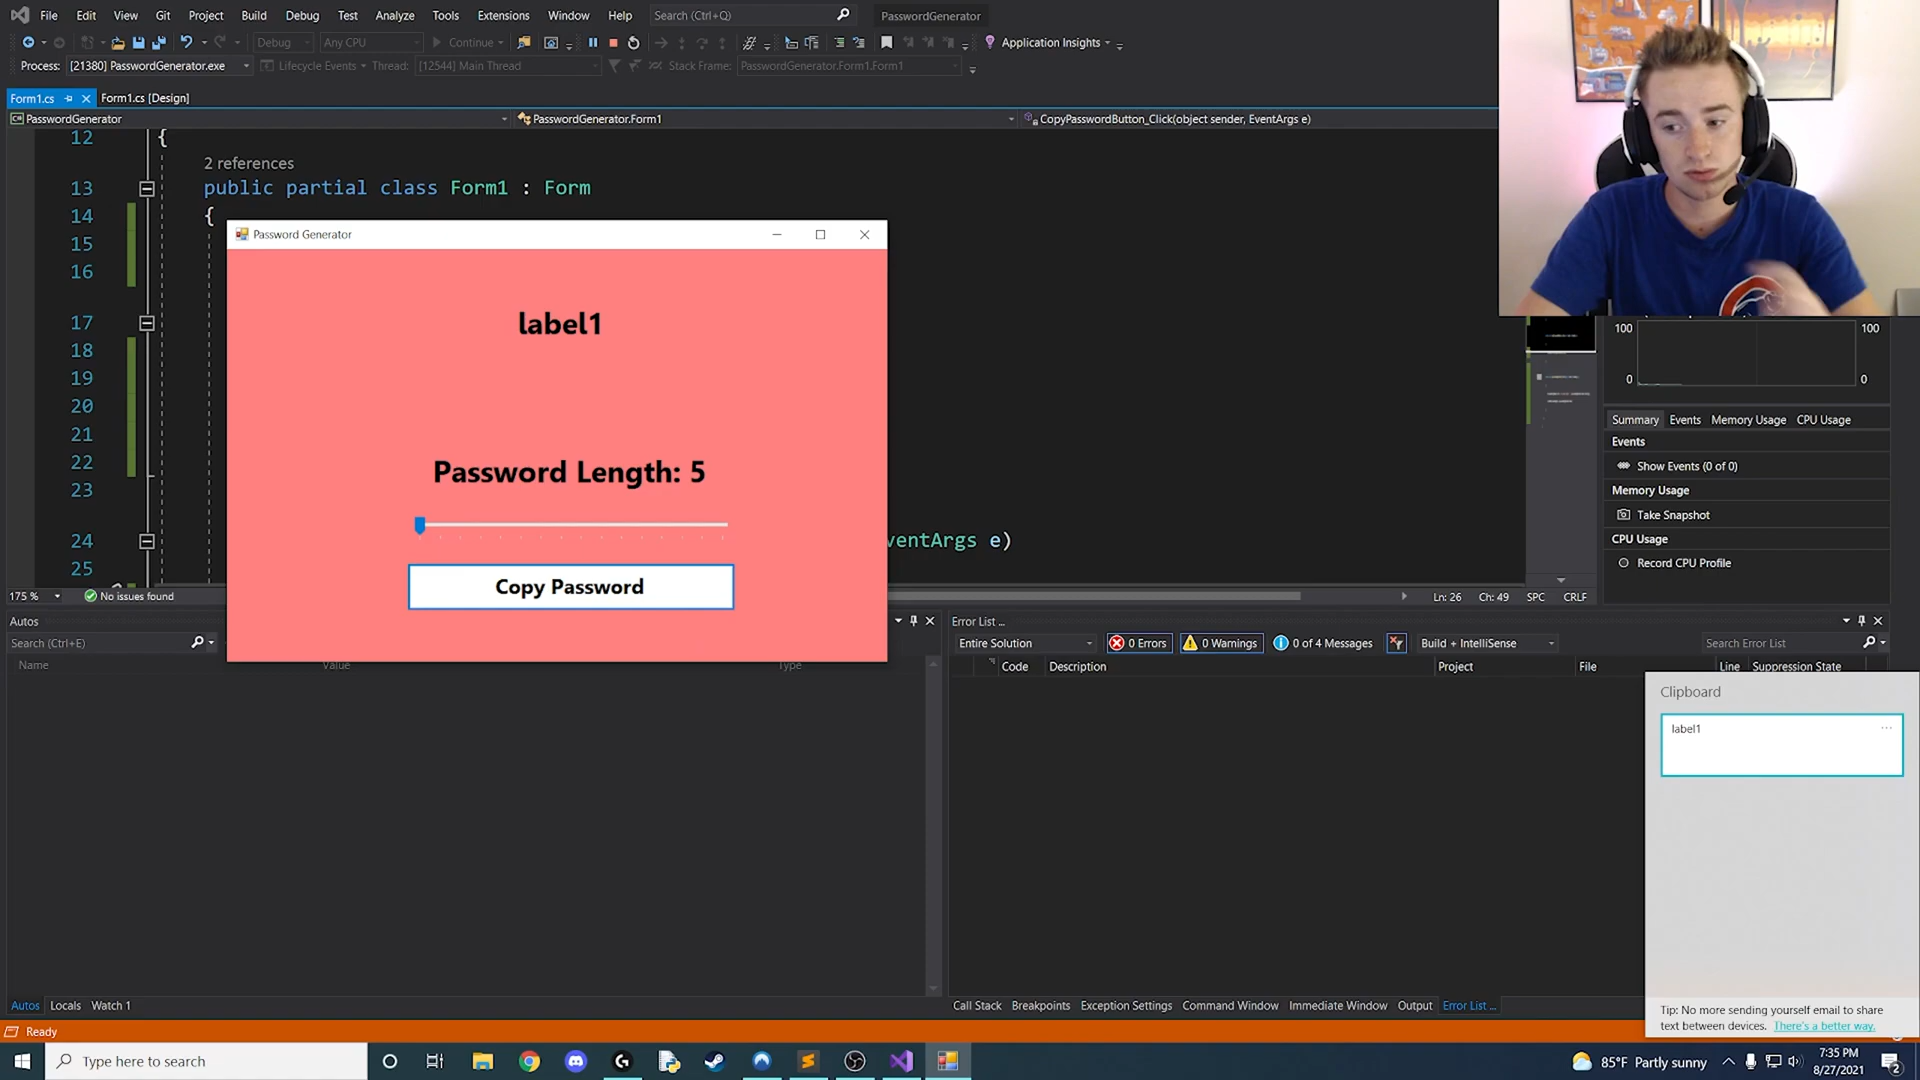 File Edit View Git Project Build Debug Test Analyze Tools Extensions Window Help Search (Ctrl+Q) PasswordGenerator
Debug Any CPU Continue Application Insights
Process: [21380] PasswordGenerator.exe Lifecycle Events Thread: [12544] Main Thread Stack Frame: PasswordGenerator.Form1.Form1
Form1.cs Form1.cs [Design]
PasswordGenerator PasswordGenerator.Form1 CopyPasswordButton_Click(object sender, EventArgs e)
12 {
2 references
13 public partial class Form1 : Form
14 {
15
16
17
18
19
20
21
22
23
24 ventArgs e)
25
Password Generator
label1
Password Length: 5
Copy Password
100 100
0 0
Summary Events Memory Usage CPU Usage
Events
Show Events (0 of 0)
Memory Usage
Take Snapshot
CPU Usage
Record CPU Profile
175 % No issues found Ln: 26 Ch: 49 SPC CRLF
Autos
Search (Ctrl+E)
Name Value Type
Error List ...
Entire Solution 0 Errors 0 Warnings 0 of 4 Messages Build + IntelliSense Search Error List
Code Description Project File Line Suppression State
Clipboard
label1
Tip: No more sending yourself email to share
text between devices. There's a better way.
Autos Locals Watch 1
Call Stack Breakpoints Exception Settings Command Window Immediate Window Output Error List ...
Ready
Type here to search
85°F Partly sunny
7:35 PM
8/27/2021
2